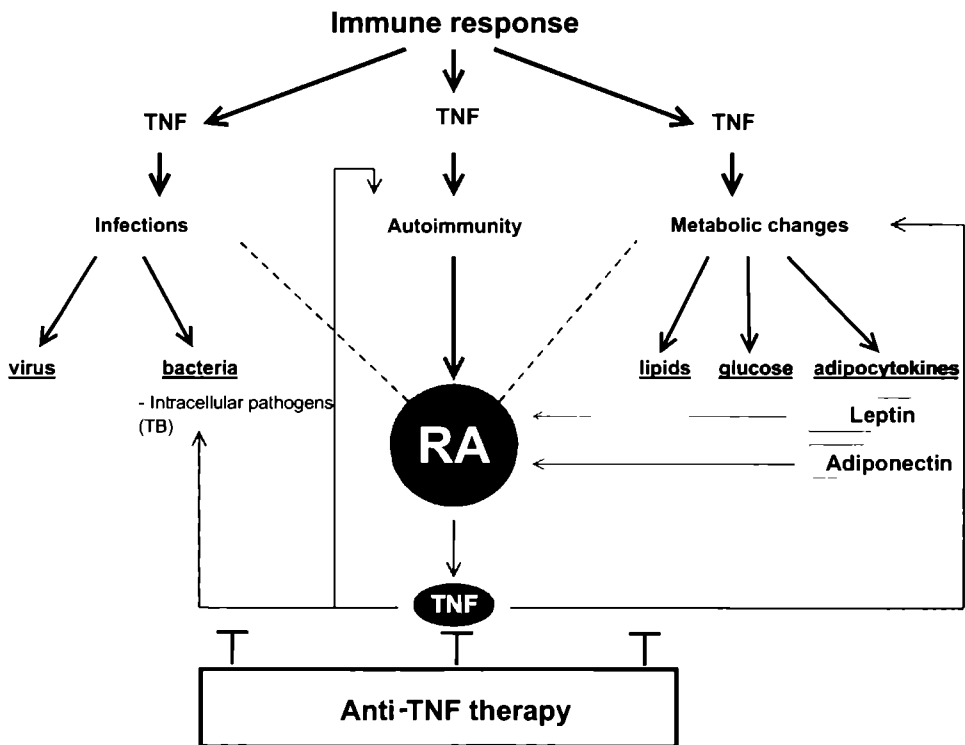 Immune response
TNF
TNF
TNF
Infections
Autoimmunity
Metabolic changes
virus
bacteria
lipids
glucose
adipocytokines
- Intracellular pathogens
(TB)
Leptin
RA
Adiponectin
TNF
Anti-TNF therapy